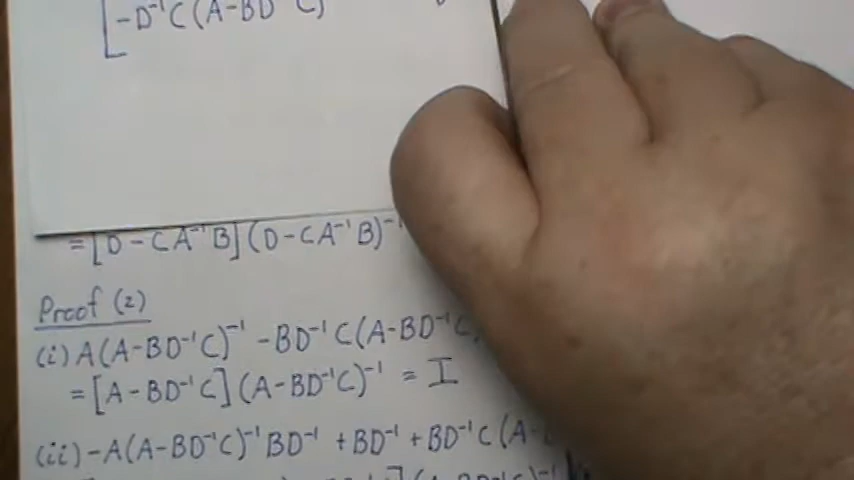 -D⁻¹C(A-BD⁻¹C)
= [D - CA⁻¹B](D - CA⁻¹B)⁻¹
Proof (2)
(i) A(A-BD⁻¹C)⁻¹ - BD⁻¹C(A-BD⁻¹C
= [A - BD⁻¹C](A-BD⁻¹C)⁻¹ = I
(ii) -A(A-BD⁻¹C)⁻¹BD⁻¹ + BD⁻¹ + BD⁻¹C(A-